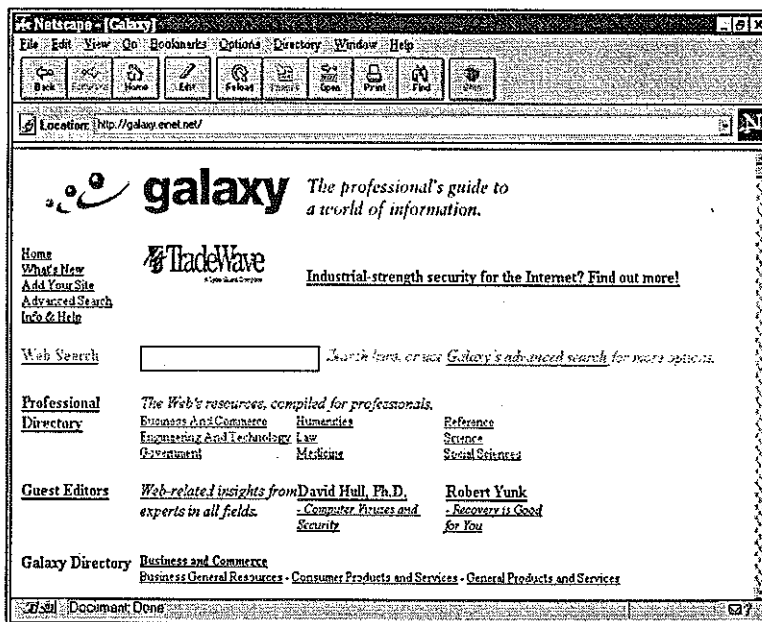 Netscape - [Galaxy]
File Edit View Go Bookmarks Options Directory Window Help
Back Forward Home Edit Reload Images Open Print Find Stop
Location: http://galaxy.einet.net/
galaxy
The professional's guide to
a world of information.
Home
What's New
Add Your Site
Advanced Search
Info & Help
TradeWave
Industrial-strength security for the Internet? Find out more!
Web Search
Search here, or use Galaxy's advanced search for more options.
Professional
Directory
The Web's resources, compiled for professionals.
Business And Commerce Humanities Reference
Engineering And Technology Law Science
Government Medicine Social Sciences
Guest Editors
Web-related insights from
experts in all fields.
David Hull, Ph.D.
- Computer Viruses and
Security
Robert Yunk
- Recovery is Good
for You
Galaxy Directory
Business and Commerce
Business General Resources - Consumer Products and Services - General Products and Services
Document: Done